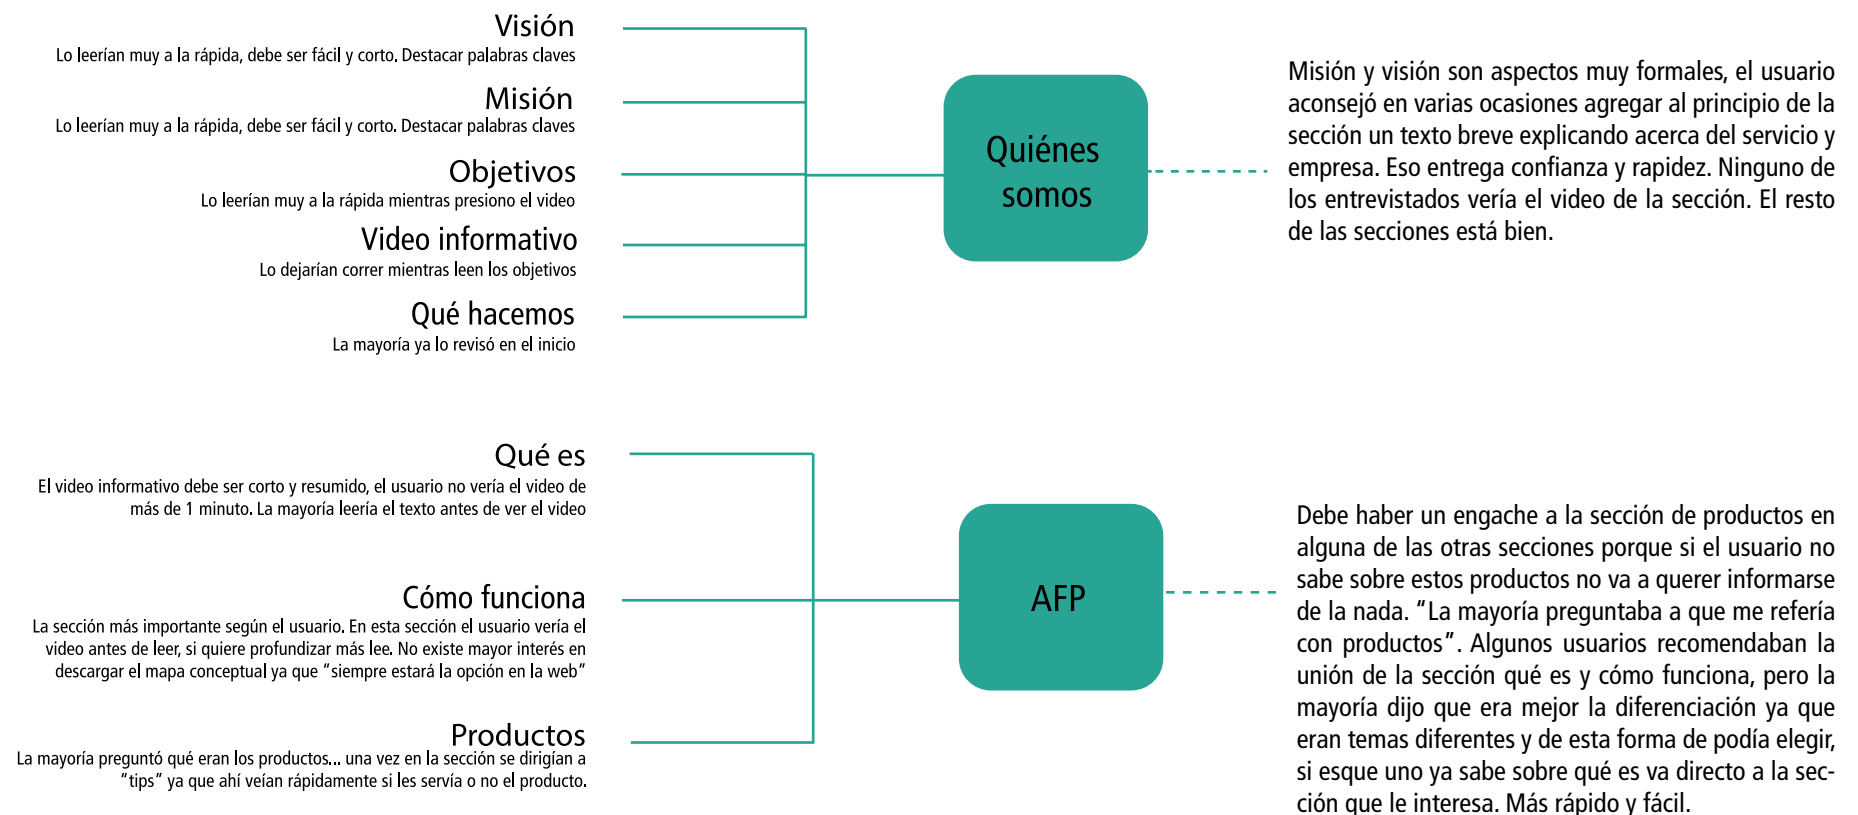 Visión
Lo leerían muy a la rápida, debe ser fácil y corto. Destacar palabras claves
Misión
Lo leerían muy a la rápida, debe ser fácil y corto. Destacar palabras claves
Objetivos
Lo leerían muy a la rápida mientras presiono el video
Video informativo
Lo dejarían correr mientras leen los objetivos
Qué hacemos
La mayoría ya lo revisó en el inicio
Quiénes
somos
Misión y visión son aspectos muy formales, el usuario
aconsejó en varias ocasiones agregar al principio de la
sección un texto breve explicando acerca del servicio y
empresa. Eso entrega confianza y rapidez. Ninguno de
los entrevistados vería el video de la sección. El resto
de las secciones está bien.
Qué es
El video informativo debe ser corto y resumido, el usuario no vería el video de
más de 1 minuto. La mayoría leería el texto antes de ver el video
Cómo funciona
La sección más importante según el usuario. En esta sección el usuario vería el
video antes de leer, si quiere profundizar más lee. No existe mayor interés en
descargar el mapa conceptual ya que “siempre estará la opción en la web”
Productos
La mayoría preguntó qué eran los productos... una vez en la sección se dirigían a
“tips” ya que ahí veían rápidamente si les servía o no el producto.
AFP
Debe haber un engache a la sección de productos en
alguna de las otras secciones porque si el usuario no
sabe sobre estos productos no va a querer informarse
de la nada. “La mayoría preguntaba a que me refería
con productos”. Algunos usuarios recomendaban la
unión de la sección qué es y cómo funciona, pero la
mayoría dijo que era mejor la diferenciación ya que
eran temas diferentes y de esta forma de podía elegir,
si esque uno ya sabe sobre qué es va directo a la sec-
ción que le interesa. Más rápido y fácil.